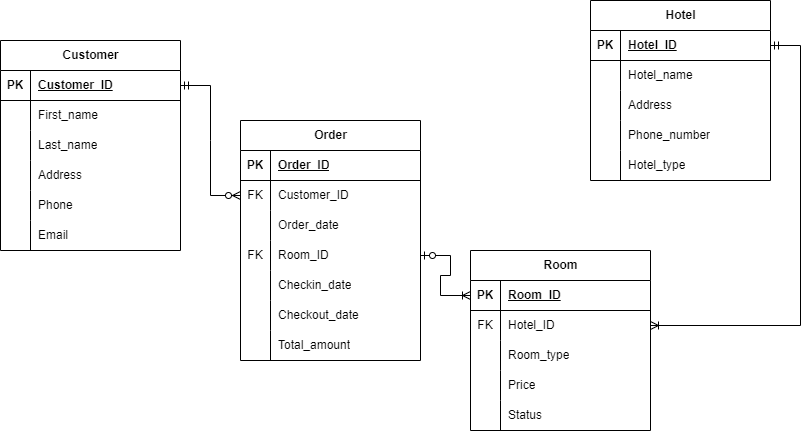 Hotel
PK Hotel_ID
Hotel_name
Address
Phone_number
Hotel_type
Customer
PK Customer_ID
First_name
Last_name
Address
Phone
Email
Order
PK Order_ID
FK Customer_ID
Order_date
FK Room_ID
Checkin_date
Checkout_date
Total_amount
Room
PK Room_ID
FK Hotel_ID
Room_type
Price
Status